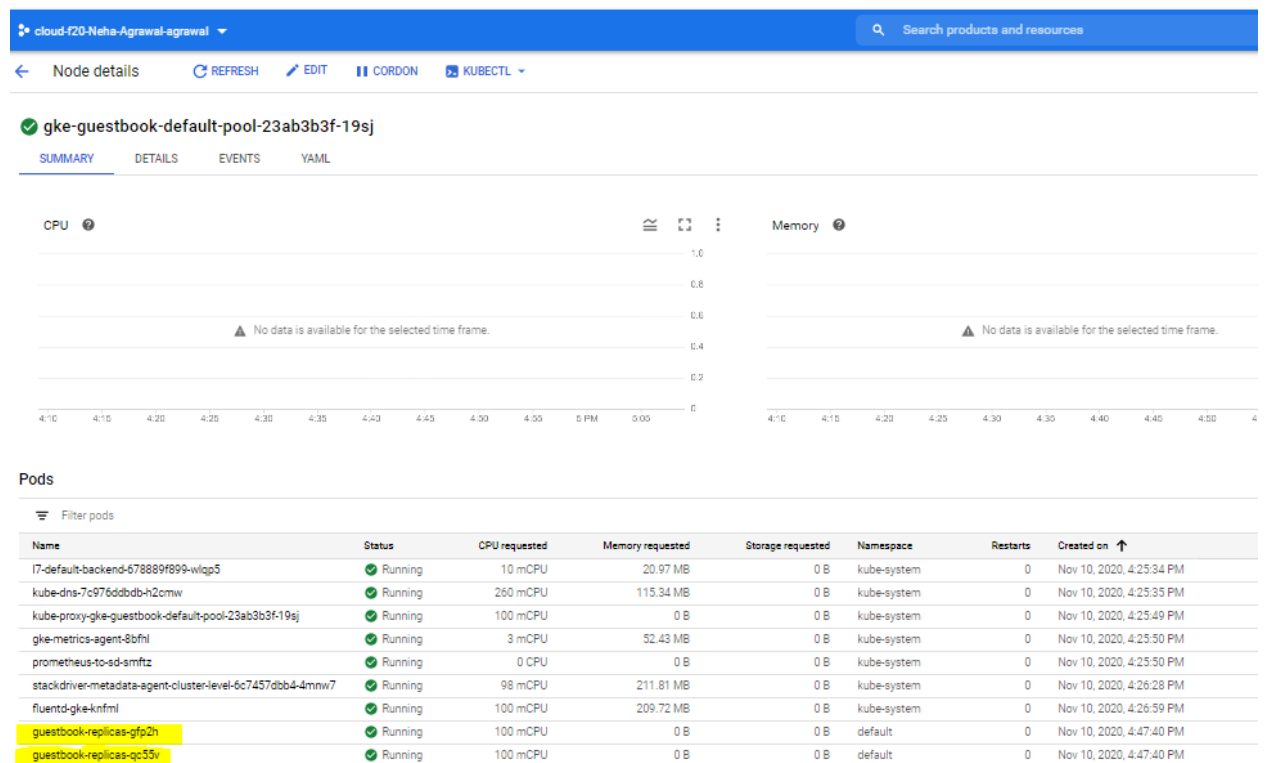 cloud-f20-Neha-Agrawal-agrawal Search products and resources
Node details REFRESH EDIT CORDON KUBECTL
gke-guestbook-default-pool-23ab3b3f-19sj
SUMMARY DETAILS EVENTS YAML
CPU Memory
1.0
0.8
0.6
No data is available for the selected time frame. No data is available for the selected time frame.
0.4
0.2
0
4:10 4:15 4:20 4:25 4:30 4:35 4:40 4:45 4:50 4:55 5 PM 5:05 4:10 4:15 4:20 4:25 4:30 4:35 4:40 4:45 4:50
Pods
Filter pods
Name Status CPU requested Memory requested Storage requested Namespace Restarts Created on
l7-default-backend-678889f899-wlqp5 Running 10 mCPU 20.97 MB 0 B kube-system 0 Nov 10, 2020, 4:25:34 PM
kube-dns-7c976ddbdb-h2cmw Running 260 mCPU 115.34 MB 0 B kube-system 0 Nov 10, 2020, 4:25:35 PM
kube-proxy-gke-guestbook-default-pool-23ab3b3f-19sj Running 100 mCPU 0 B 0 B kube-system 0 Nov 10, 2020, 4:25:49 PM
gke-metrics-agent-8bfhl Running 3 mCPU 52.43 MB 0 B kube-system 0 Nov 10, 2020, 4:25:50 PM
prometheus-to-sd-smftz Running 0 CPU 0 B 0 B kube-system 0 Nov 10, 2020, 4:25:50 PM
stackdriver-metadata-agent-cluster-level-6c7457dbb4-4mnw7 Running 98 mCPU 211.81 MB 0 B kube-system 0 Nov 10, 2020, 4:26:28 PM
fluentd-gke-knfml Running 100 mCPU 209.72 MB 0 B kube-system 0 Nov 10, 2020, 4:26:59 PM
guestbook-replicas-gfp2h Running 100 mCPU 0 B 0 B default 0 Nov 10, 2020, 4:47:40 PM
guestbook-replicas-qc55v Running 100 mCPU 0 B 0 B default 0 Nov 10, 2020, 4:47:40 PM